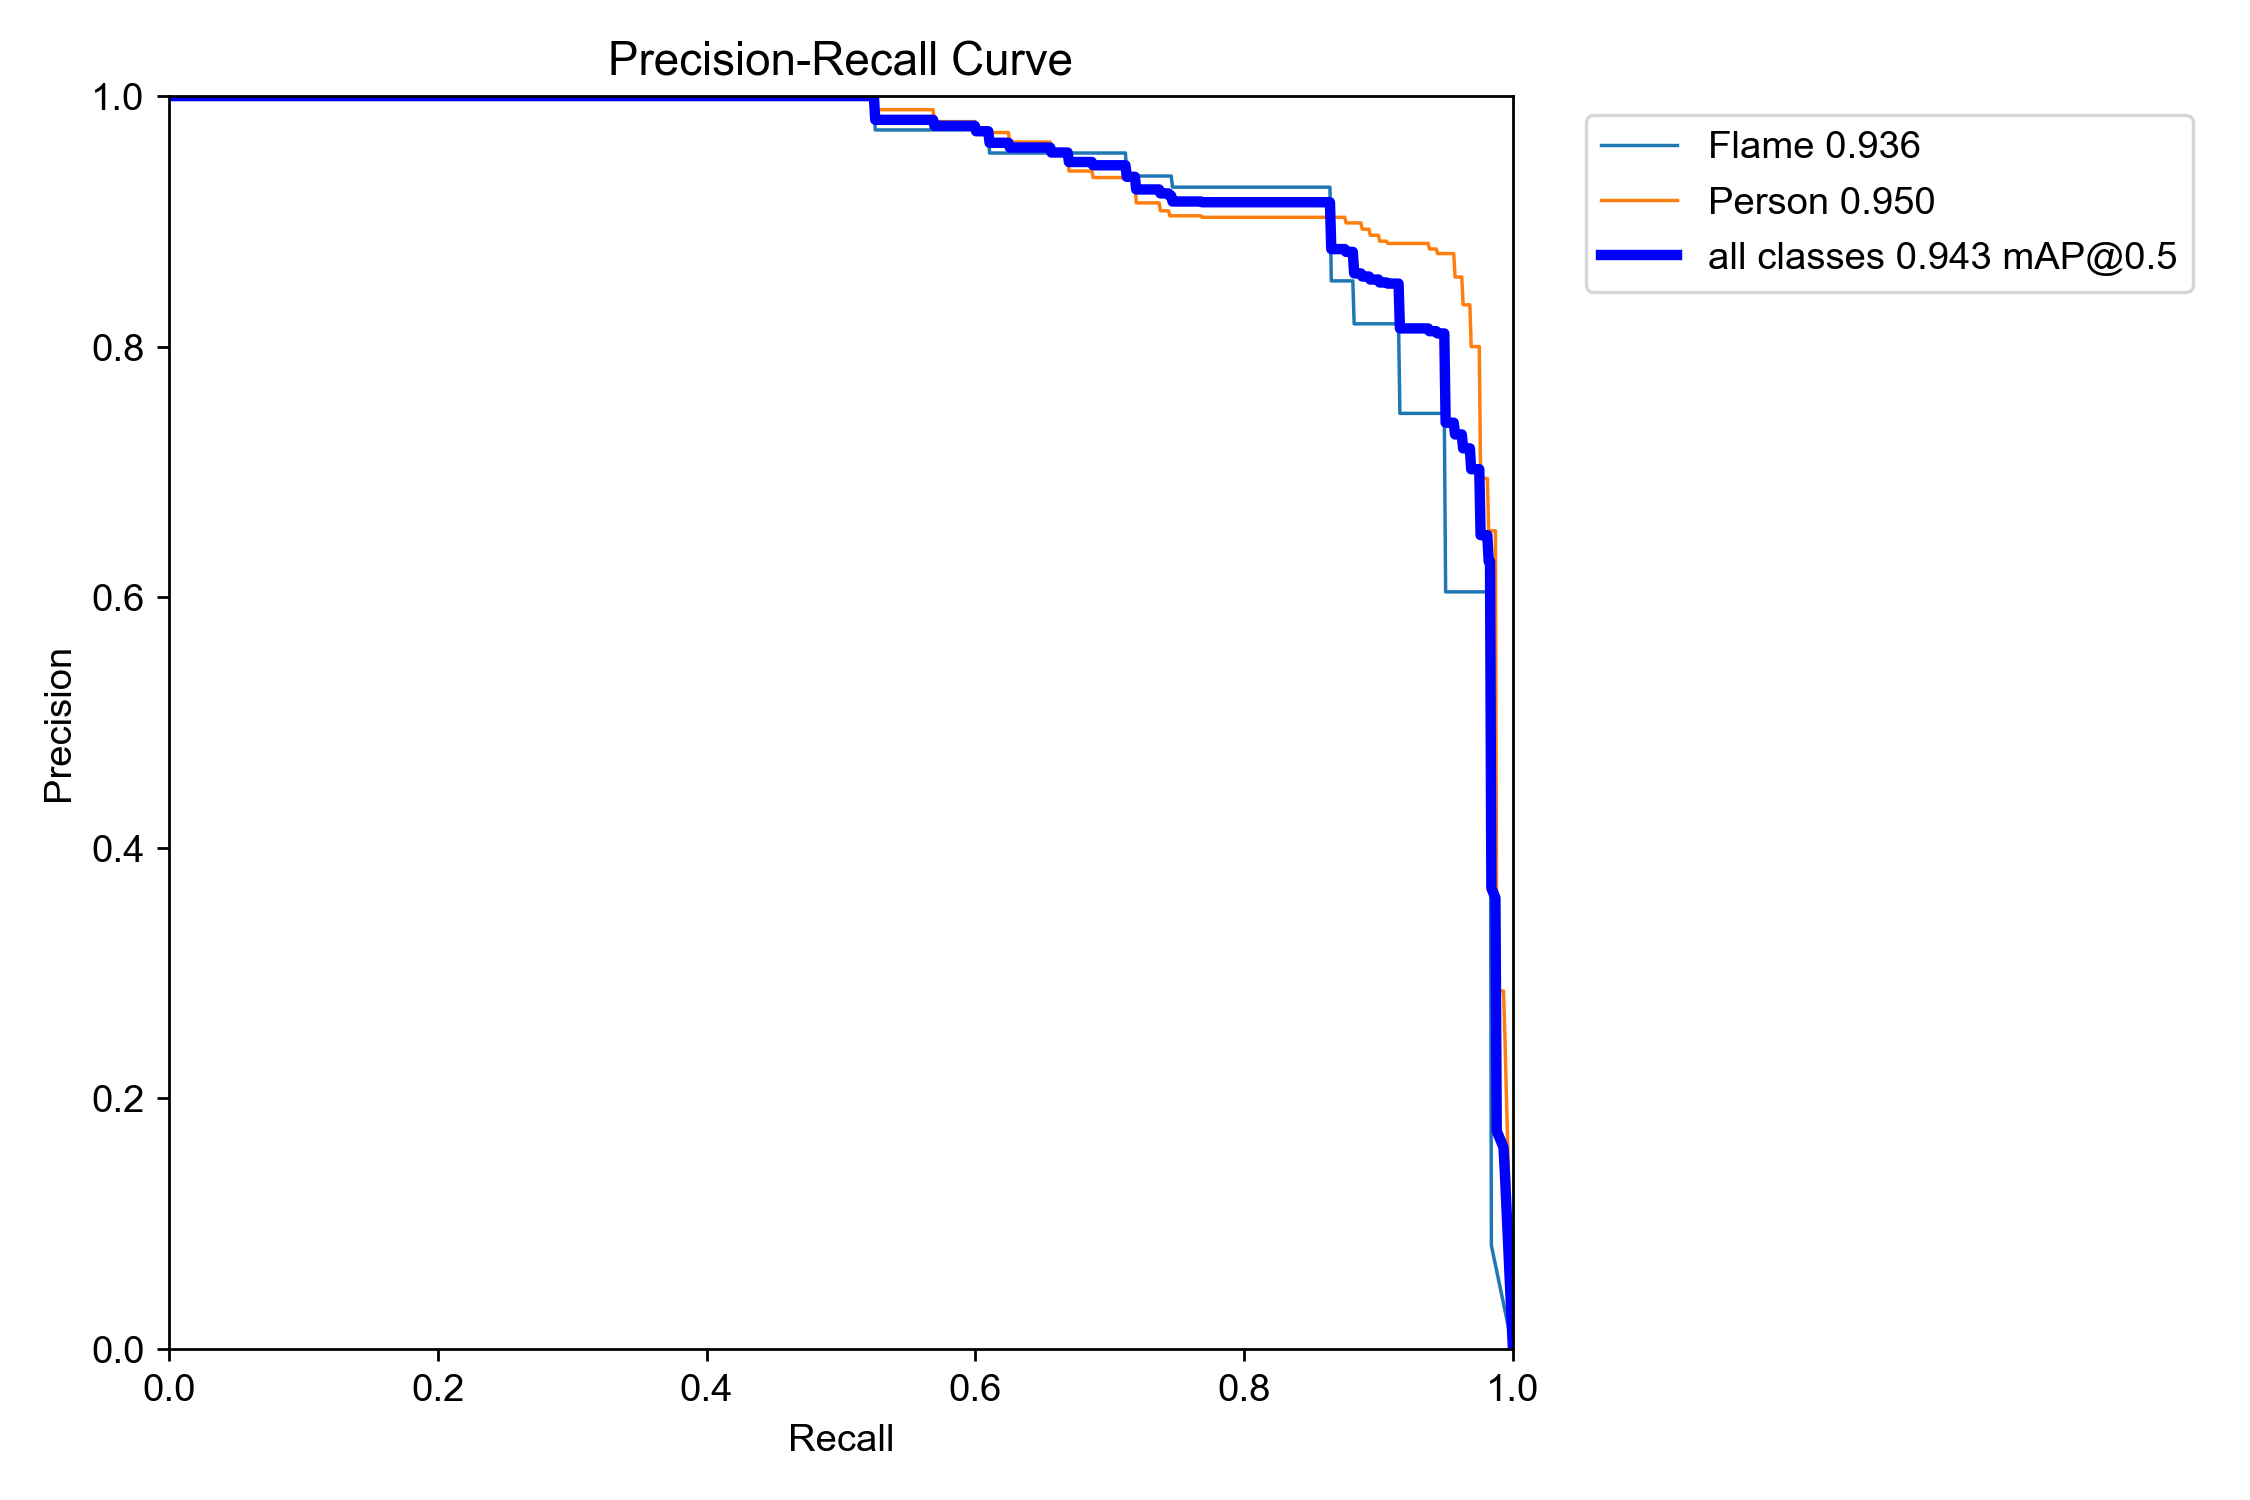 Precision-Recall Curve
1.0
0.8
0.6
0.4
0.2
0.0
Precision
0.0 0.2 0.4 0.6 0.8 1.0
Recall
Flame 0.936
Person 0.950
all classes 0.943 mAP@0.5